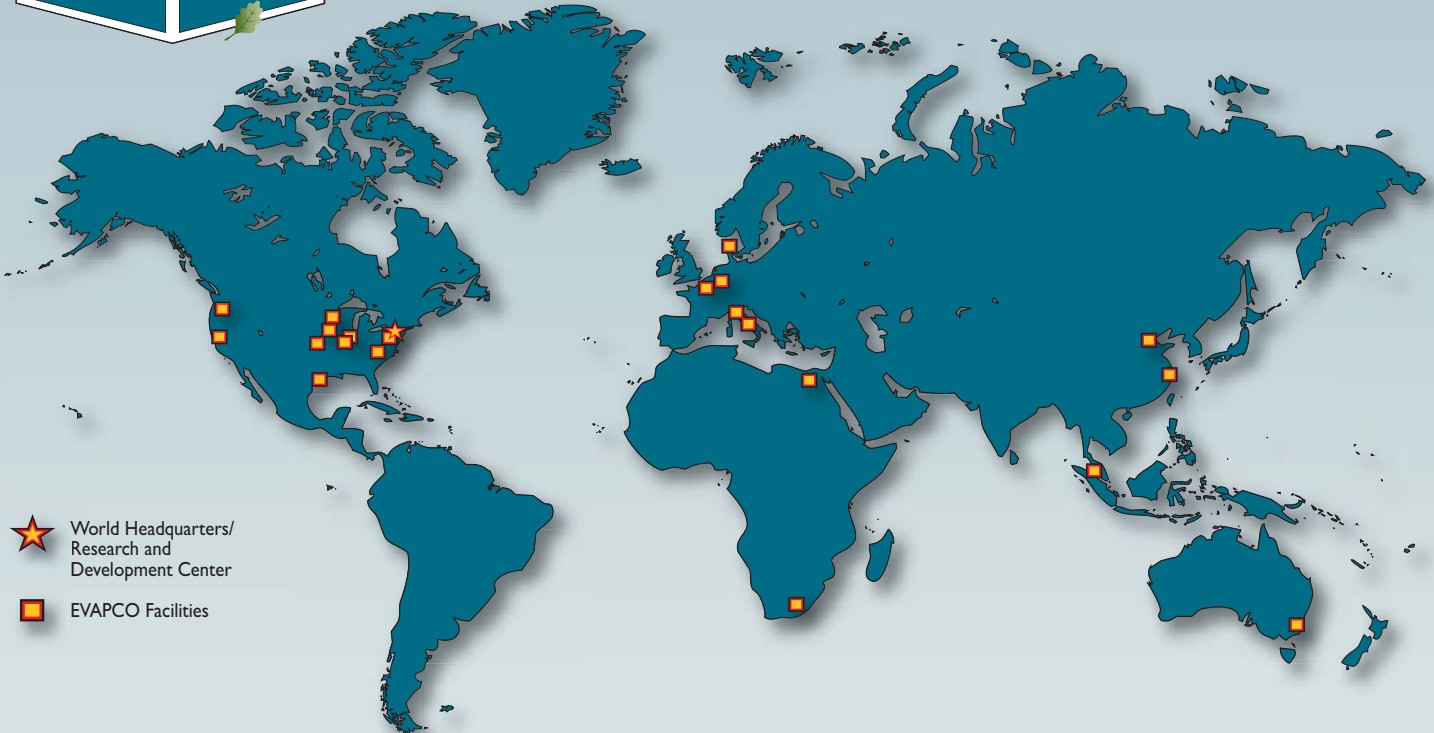 World Headquarters/
Research and
Development Center
EVAPCO Facilities